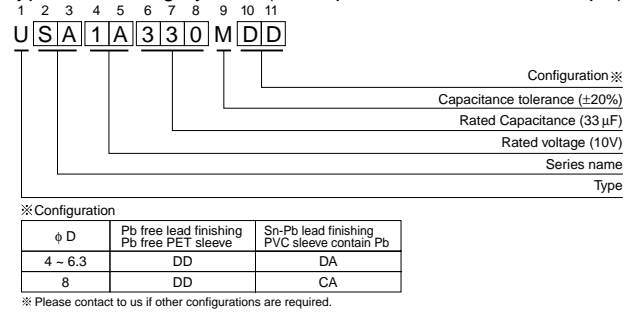 1 2 3 4 5 6 7 8 9 10 11
U S A 1 A 3 3 0 M D D
Configuration※
Capacitance tolerance (±20%)
Rated Capacitance (33 μF)
Rated voltage (10V)
Series name
Type
※Configuration
ϕ D
Pb free lead finishing
Pb free PET sleeve
Sn-Pb lead finishing
PVC sleeve contain Pb
4 ~ 6.3 DD DA
8 DD CA
※ Please contact to us if other configurations are required.